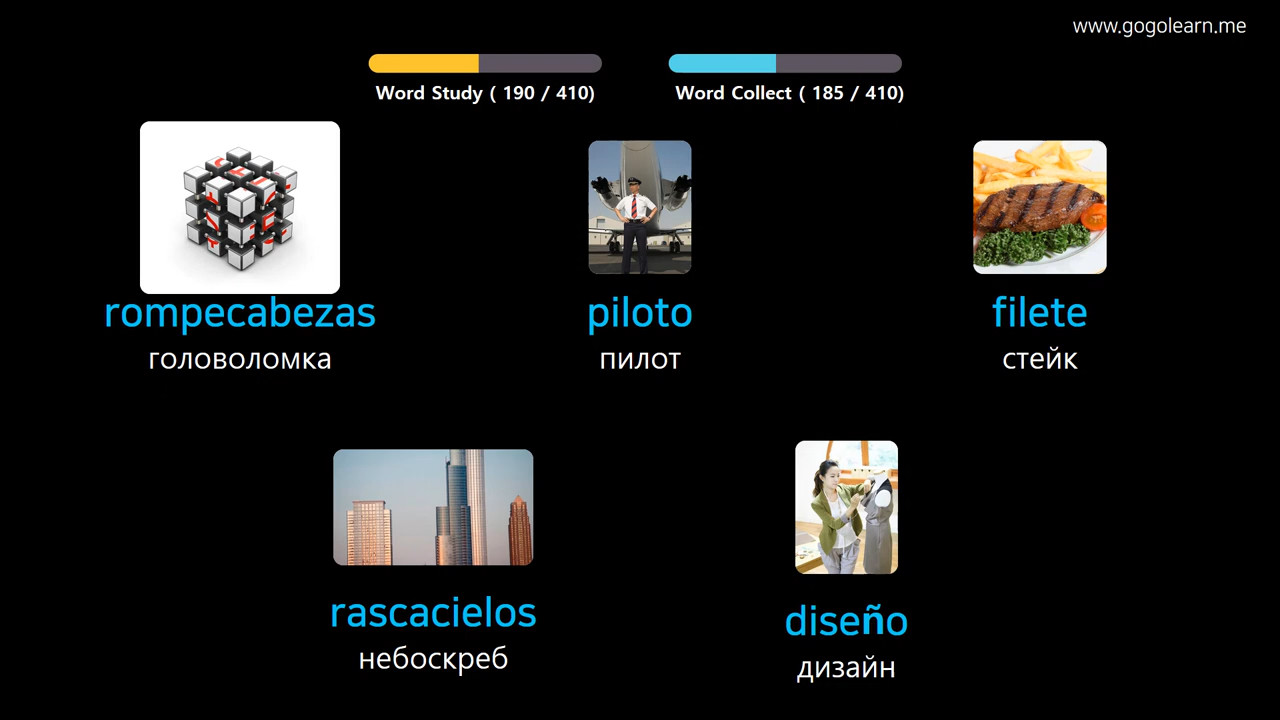 www.gogolearn.me
Word Study ( 190 / 410)
Word Collect ( 185 / 410)
rompecabezas
головоломка
piloto
пилот
filete
стейк
rascacielos
небоскреб
diseño
дизайн